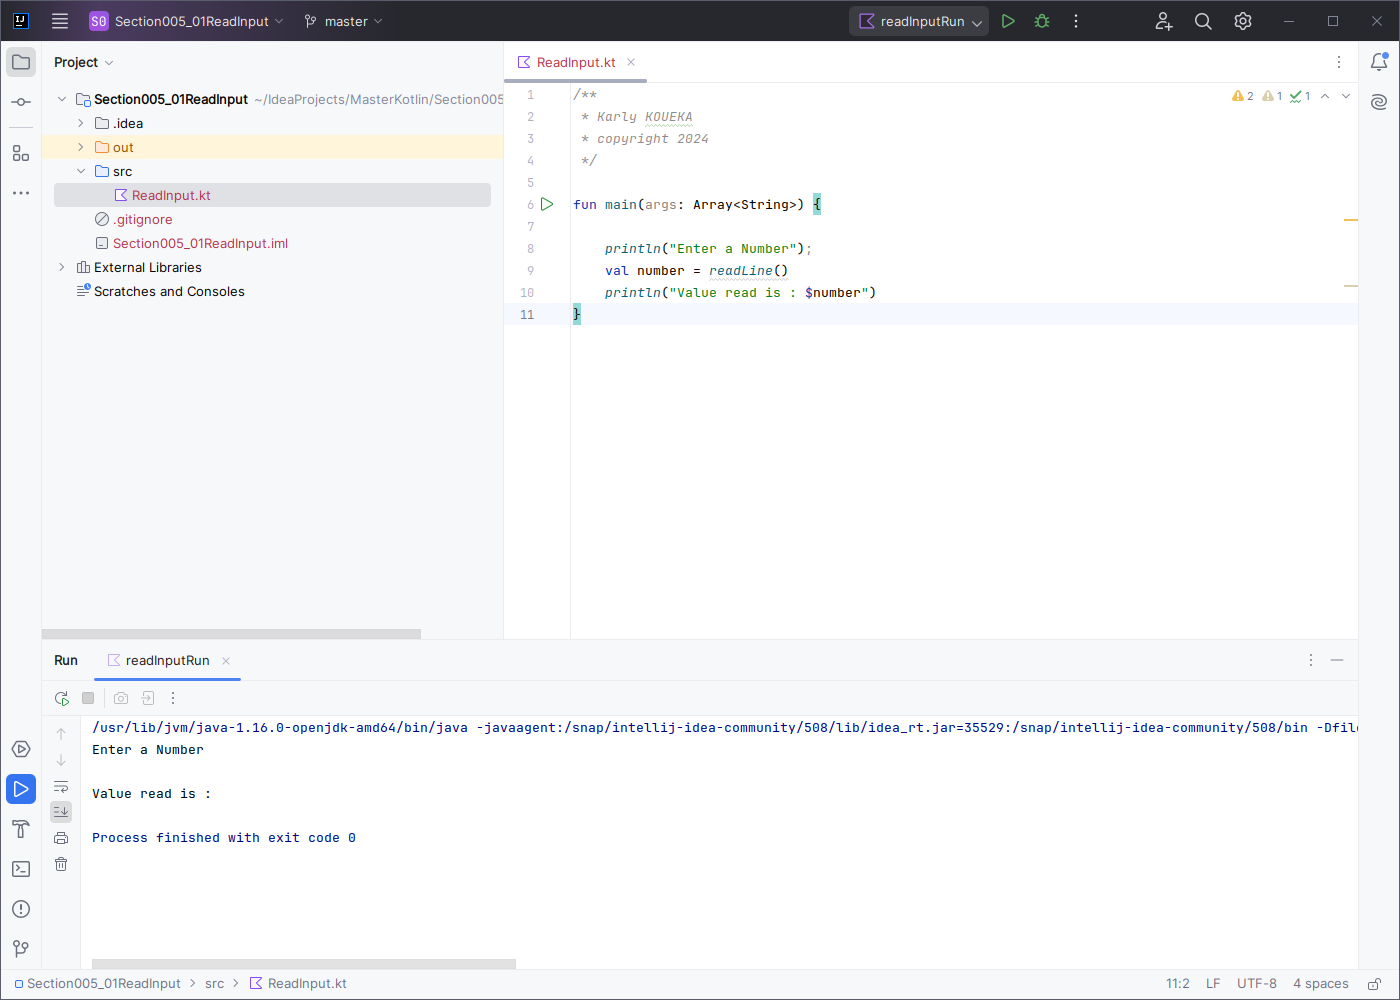 S0 Section005_01ReadInput master readInputRun
Project
Section005_01ReadInput ~/IdeaProjects/MasterKotlin/Section005
.idea
out
src
ReadInput.kt
.gitignore
Section005_01ReadInput.iml
External Libraries
Scratches and Consoles
ReadInput.kt
2 1 1
1 /**
2 * Karly KOUEKA
3 * copyright 2024
4 */
5
6 fun main(args: Array<String>) {
7
8 println("Enter a Number");
9 val number = readLine()
10 println("Value read is : $number")
11 }
Run readInputRun
/usr/lib/jvm/java-1.16.0-openjdk-amd64/bin/java -javaagent:/snap/intellij-idea-community/508/lib/idea_rt.jar=35529:/snap/intellij-idea-community/508/bin -Dfile
Enter a Number
Value read is :
Process finished with exit code 0
Section005_01ReadInput src ReadInput.kt 11:2 LF UTF-8 4 spaces